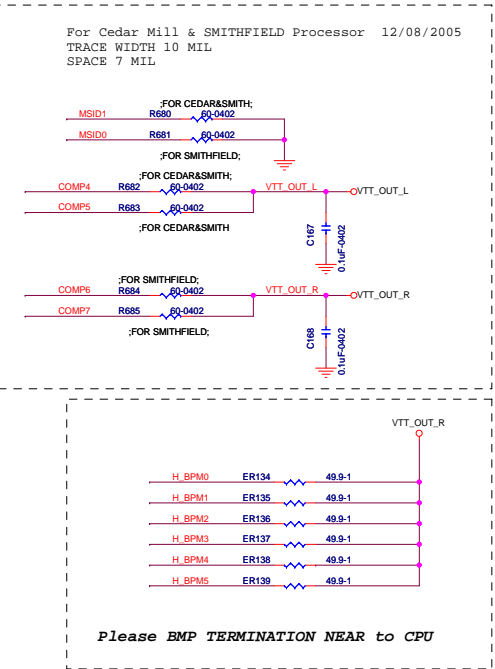 For Cedar Mill & SMITHFIELD Processor 12/08/2005
TRACE WIDTH 10 MIL
SPACE 7 MIL
;FOR CEDAR&SMITH;
MSID1 R680 60-0402
MSID0 R681 60-0402
;FOR SMITHFIELD;
;FOR CEDAR&SMITH;
COMP4 R682 60-0402 VTT_OUT_L VTT_OUT_L
COMP5 R683 60-0402
;FOR CEDAR&SMITH
C167 0.1uF-0402
;FOR SMITHFIELD;
COMP6 R684 60-0402 VTT_OUT_R VTT_OUT_R
COMP7 R685 60-0402
;FOR SMITHFIELD;
C168 0.1uF-0402
VTT_OUT_R
H_BPM0 ER134 49.9-1
H_BPM1 ER135 49.9-1
H_BPM2 ER136 49.9-1
H_BPM3 ER137 49.9-1
H_BPM4 ER138 49.9-1
H_BPM5 ER139 49.9-1
Please BMP TERMINATION NEAR to CPU